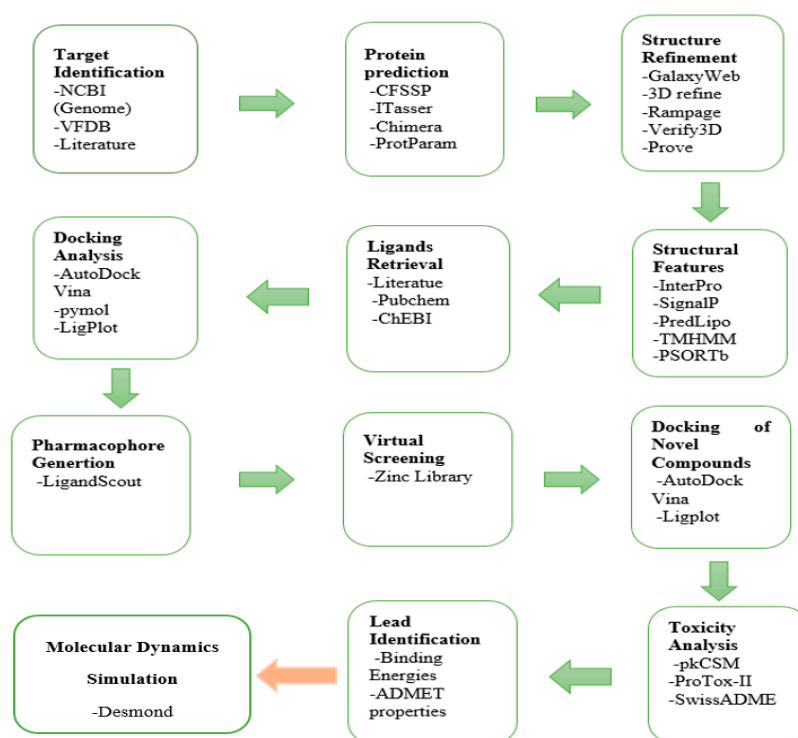 Target
Identification
-NCBI
(Genome)
-VFDB
-Literature
Protein
prediction
-CFSSP
-ITasser
-Chimera
-ProtParam
Structure
Refinement
-GalaxyWeb
-3D refine
-Rampage
-Verify3D
-Prove
Structural
Features
-InterPro
-SignalP
-PredLipo
-TMHMM
-PSORTb
Ligands
Retrieval
-Literatue
-Pubchem
-ChEBI
Docking
Analysis
-AutoDock
Vina
-pymol
-LigPlot
Pharmacophore
Genertion
-LigandScout
Virtual
Screening
-Zinc Library
Docking of
Novel
Compounds
-AutoDock
Vina
-Ligplot
Toxicity
Analysis
-pkCSM
-ProTox-II
-SwissADME
Lead
Identification
-Binding
Energies
-ADMET
properties
Molecular Dynamics
Simulation
-Desmond